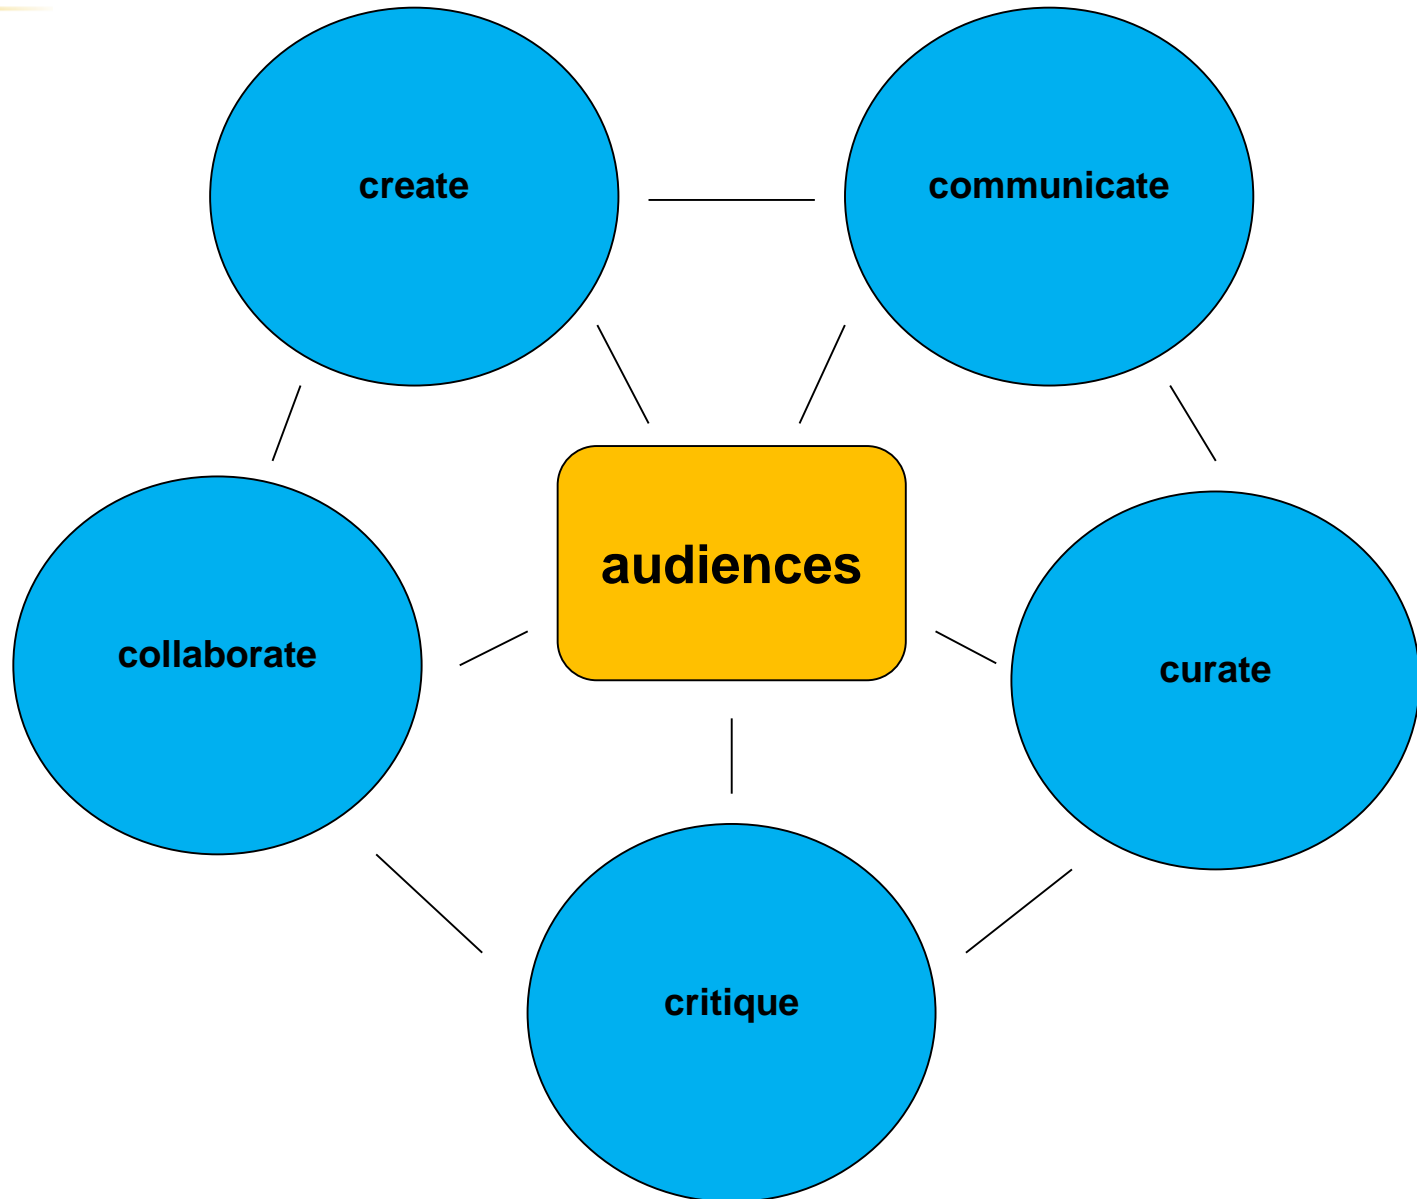 create
communicate
audiences
collaborate
curate
critique